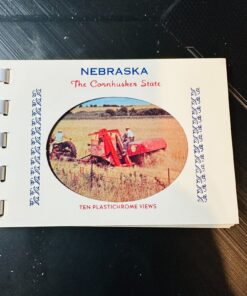 NEBRASKA
The Cornhusker State
TEN PLASTICHROME VIEWS